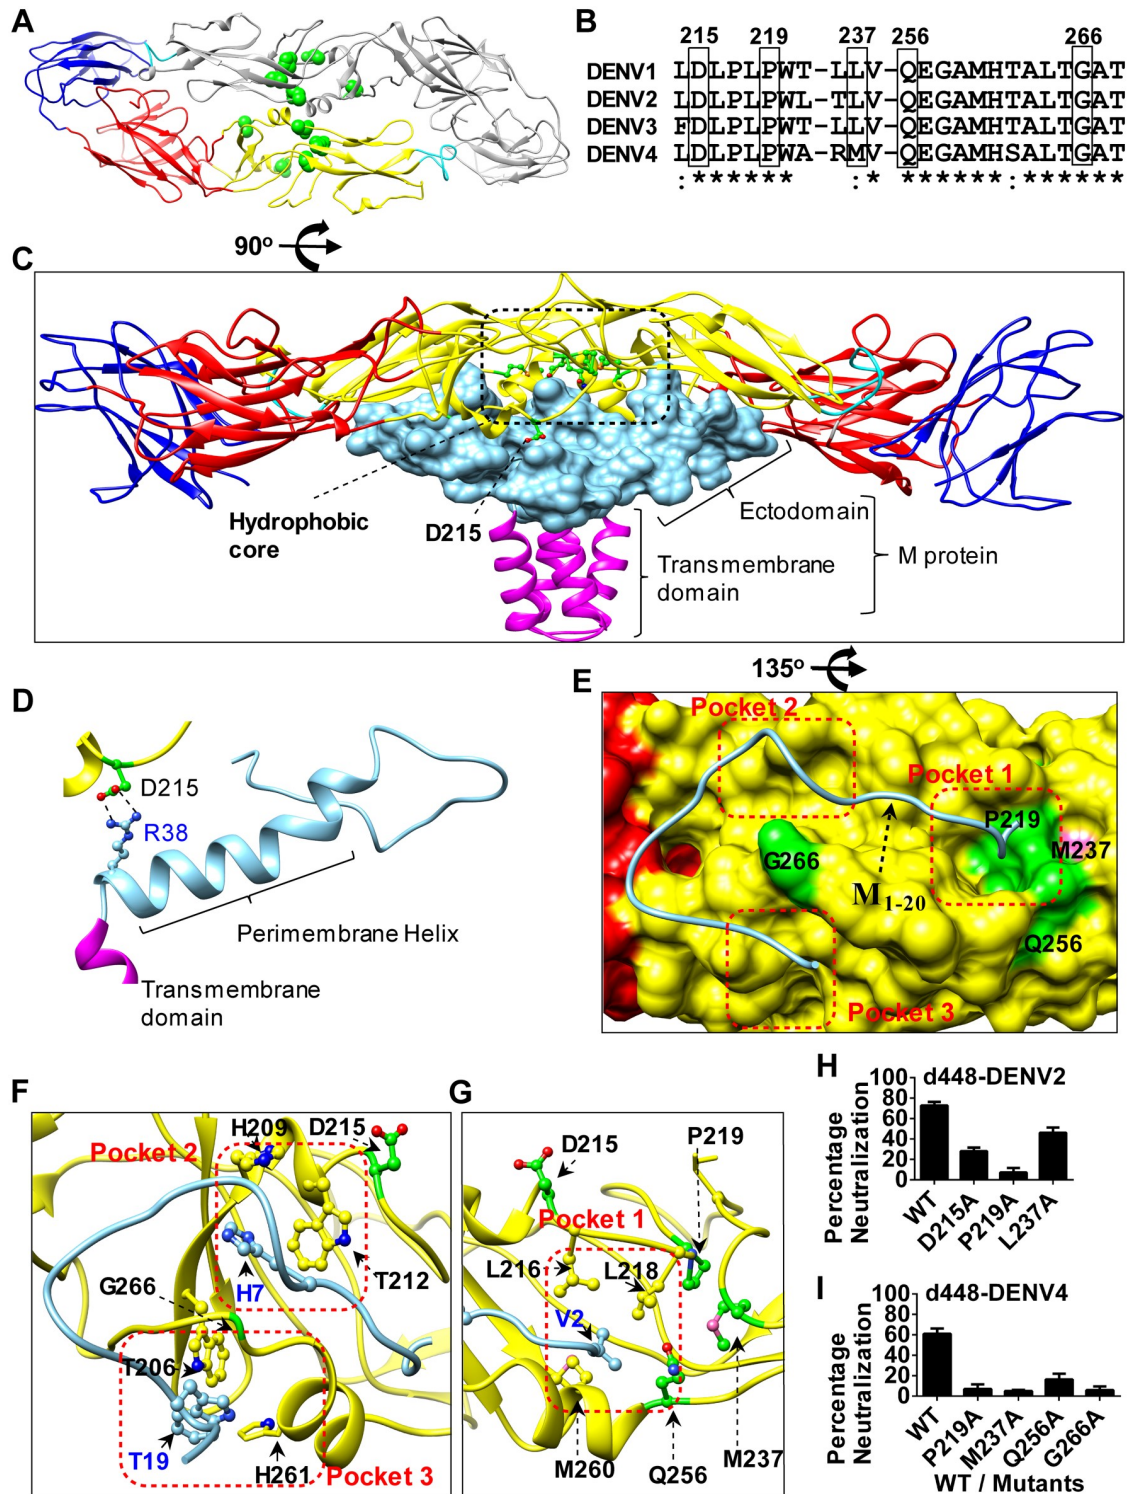 A
B
215 219 237 256 266
DENV1 LDLPLPWT-LLV-QEGAMHTALTGAT
DENV2 LDLPLPWL-TLV-QEGAMHTALTGAT
DENV3 FDLPLPWT-LLV-QEGAMHTALTGAT
DENV4 LDLPLPWA-RMV-QEGAMHSALTGAT
:****** :* ******:******
90°
C
Hydrophobic
core
D215
Ectodomain
Transmembrane
domain
M protein
135°
D
D215
R38
Perimembrane Helix
Transmembrane
domain
E
Pocket 2
Pocket 1
P219
M237
G266
M1-20
Q256
Pocket 3
F
H209
D215
Pocket 2
G266
H7
T212
T206
T19
H261
Pocket 3
G
D215
P219
Pocket 1
L216
L218
V2
M260
Q256
M237
H
d448-DENV2
Percentage
Neutralization
100
80
60
40
20
0
WT
D215A
P219A
L237A
I
d448-DENV4
Percentage
Neutralization
100
80
60
40
20
0
WT
P219A
M237A
Q256A
G266A
WT / Mutants